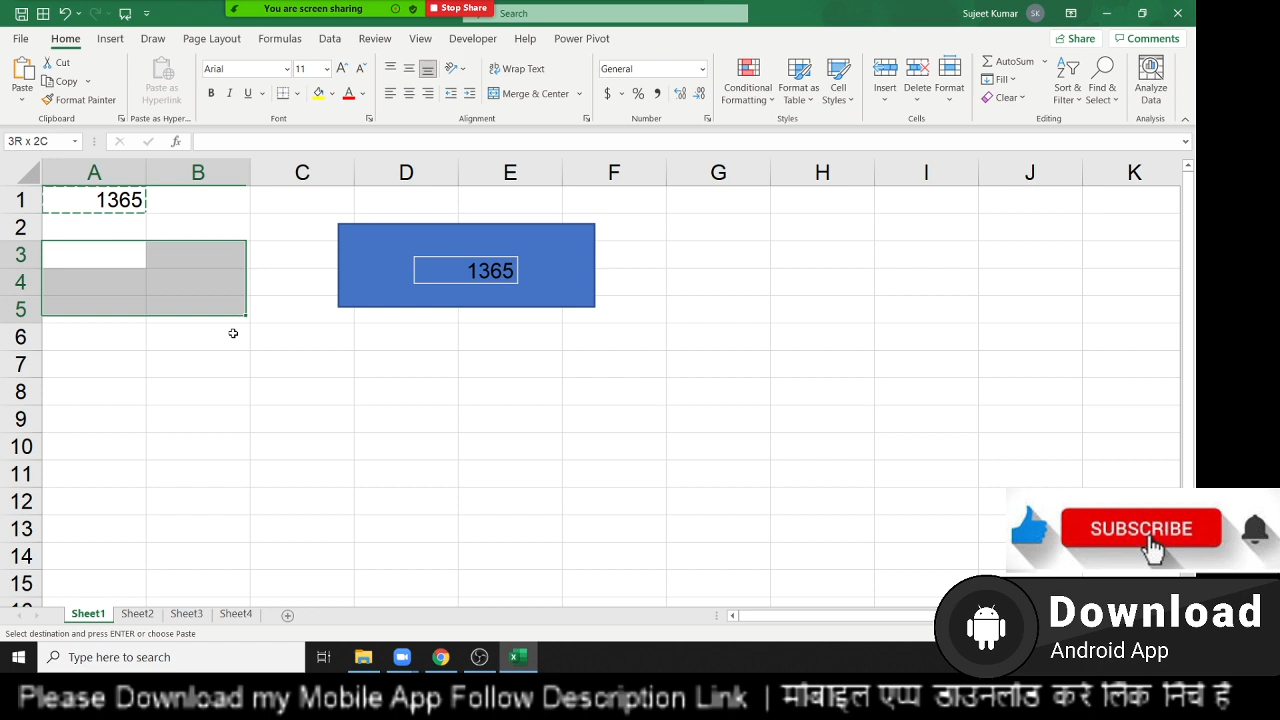 You are screen sharing
Stop Share
Search
Sujeet Kumar
SK
File
Home
Insert
Draw
Page Layout
Formulas
Data
Review
View
Developer
Help
Power Pivot
Share
Comments
Paste
Cut
Copy
Format Painter
Clipboard
Paste as Hyperlink
Paste as Hyper...
Arial
11
B
I
U
Font
Wrap Text
Merge & Center
Alignment
General
$
%
Number
Conditional Formatting
Format as Table
Cell Styles
Styles
Insert
Delete
Format
Cells
AutoSum
Fill
Clear
Sort & Filter
Find & Select
Editing
Analyze Data
Analysis
3R x 2C
fx
A B C D E F G H I J K
1 1365
2
3
1365
4
5
6
7
8
9
10
11
12
13
14
15
SUBSCRIBE
Sheet1
Sheet2
Sheet3
Sheet4
Select destination and press ENTER or choose Paste
Download
Android App
Type here to search
Please Download my Mobile App Follow Description Link | मोबाइल एप्प डाउनलोड करे लिंक निचे है